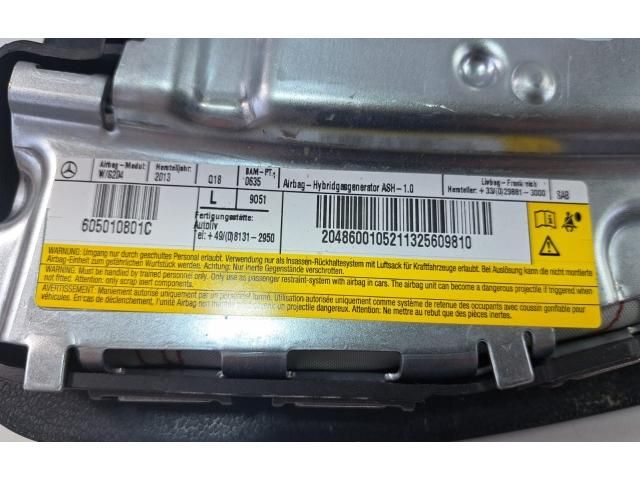 Airbag-Modul:
W/S204
Herstelljahr:
2013
Q18
BAM-PT1
0635
Airbag-Hybridgasgenerator ASH-1.0
Livbag-Frankreich
Hersteller: +33/(0)29881-3000
SAB
L
9051
Fertigungsstätte:
Autoliv
Tel:+49/(0)8131-2950
605010801C
2048600105211325609810
WARNUNG: Umgang nur durch geschultes Personal erlaubt. Verwendung nur als Insassen-Rückhaltesystem mit Luftsack für Kraftfahrzeuge erlaubt. Bei Auslösung kann die nicht montierte
Airbag-Einheit zum gefährlichen Wurfstück werden. Achtung: Nur inerte Gegenstände verschrotten!
WARNING: Must be handled by trained personnel only. Only use as passenger restraint-system with airbag in cars. The airbag unit can become a dangerous projectile if triggered when
not fitted. Attention: only scrap inert components.
AVERTISSEMENT: Maniement autorisé uniquement par un personnel formé. Utilisation autorisée uniquement comme système de retenue des occupants avec coussin gonflable pour
véhicules. En cas de déclenchement, l'unité Airbag non montée peut devenir un projectile dangereux. Attention: Ne mettre au rebut que des pièces inertes.